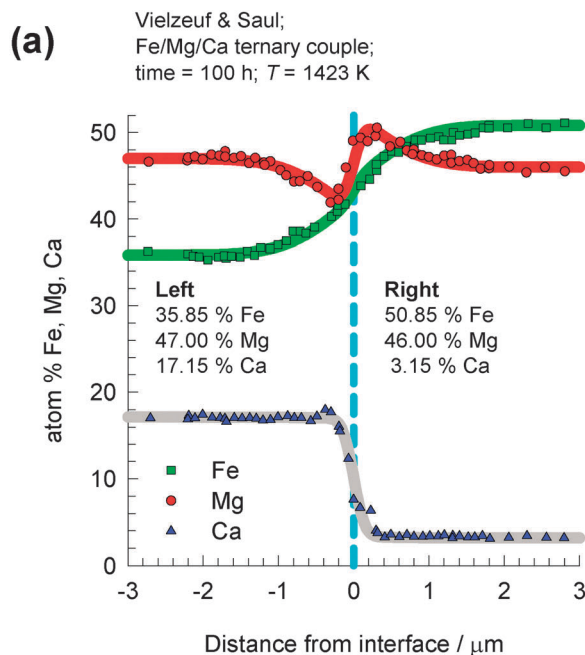 (a)
Vielzeuf & Saul;
Fe/Mg/Ca ternary couple;
time = 100 h; T = 1423 K
atom % Fe, Mg, Ca
50
40
30
20
10
0
Left
35.85 % Fe
47.00 % Mg
17.15 % Ca
Right
50.85 % Fe
46.00 % Mg
3.15 % Ca
Fe
Mg
Ca
-3 -2 -1 0 1 2 3
Distance from interface / μm